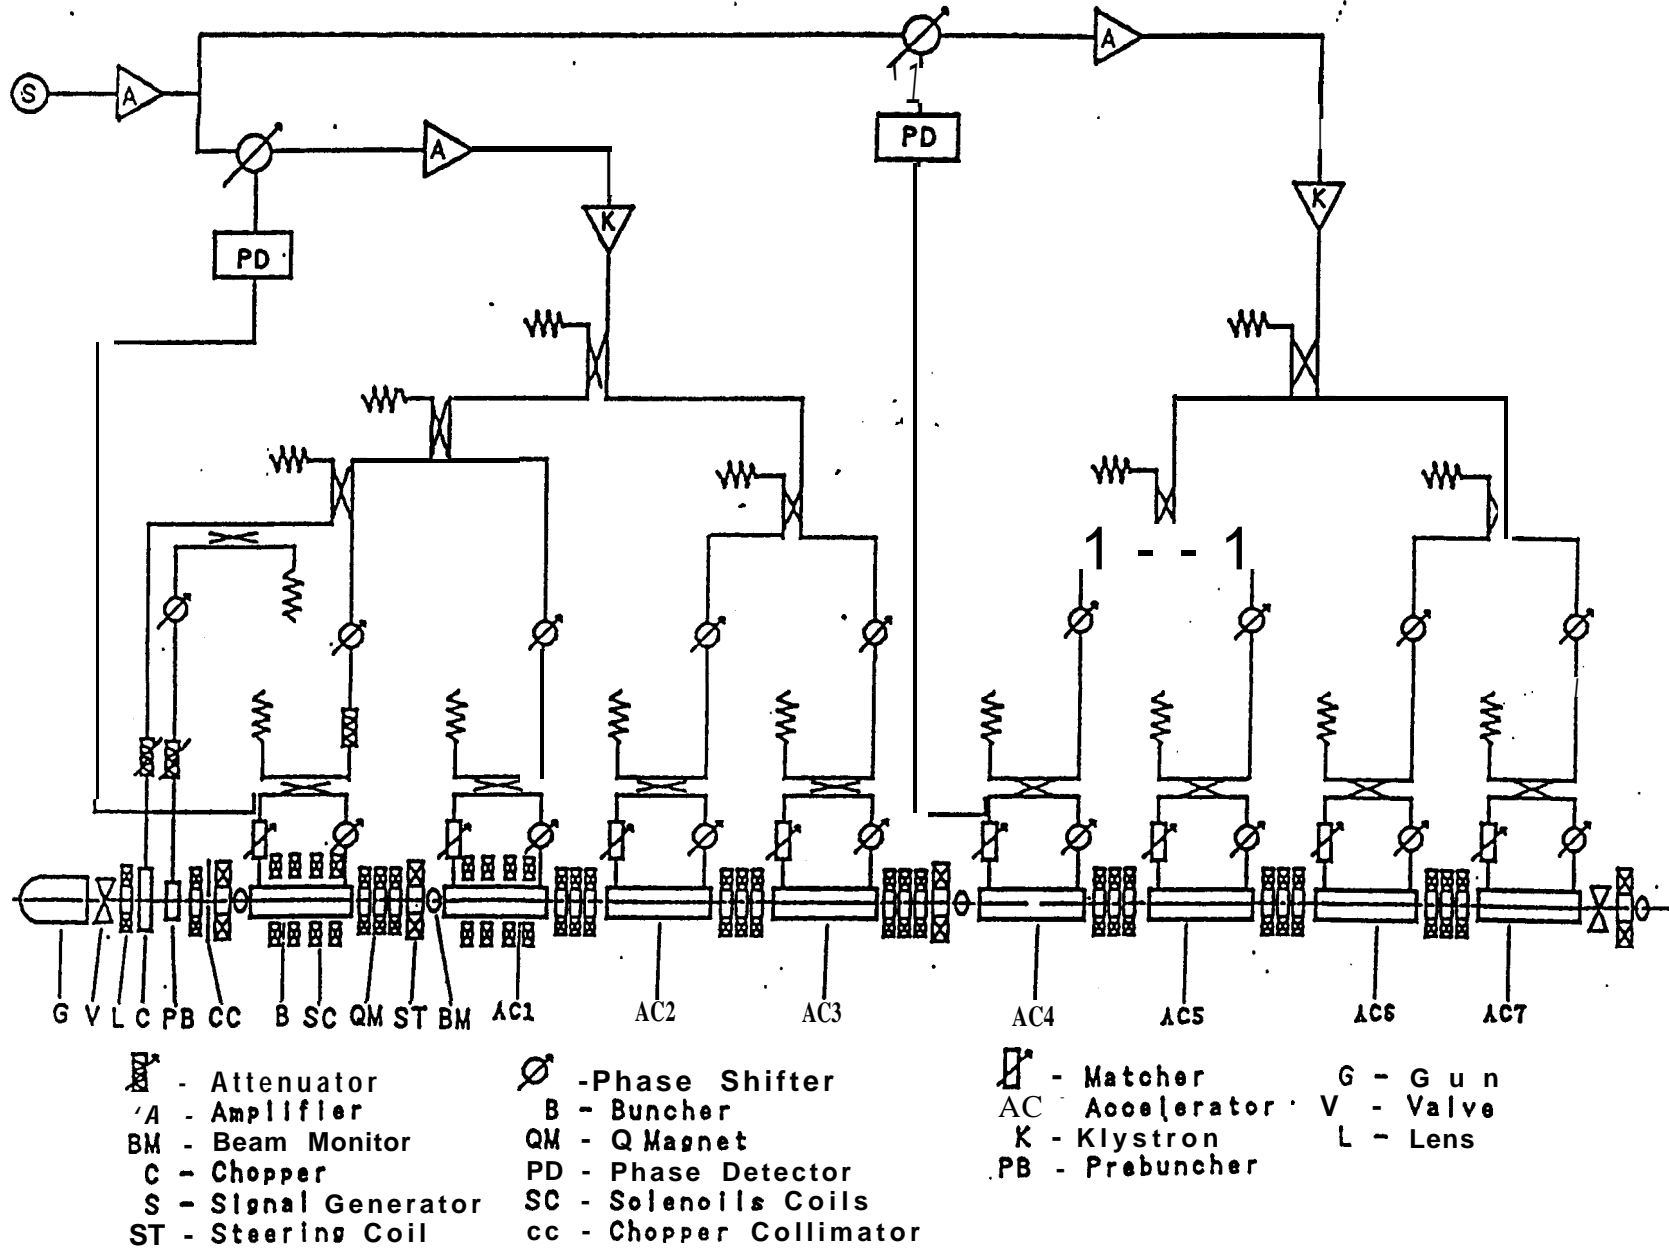 S
A
A
A
PD
PD
K
K
1 - - 1
G V L C PB CC B SC QM ST BM AC1 AC2 AC3 AC4 AC5 AC6 AC7
- Attenuator
'A - Amplifier
BM - Beam Monitor
C - Chopper
S - Signal Generator
ST - Steering Coil
-Phase Shifter
B - Buncher
QM - Q Magnet
PD - Phase Detector
SC - Solenoils Coils
cc - Chopper Collimator
- Matcher
AC - Accelerator
K - Klystron
PB - Prebuncher
G - Gun
V - Valve
L - Lens